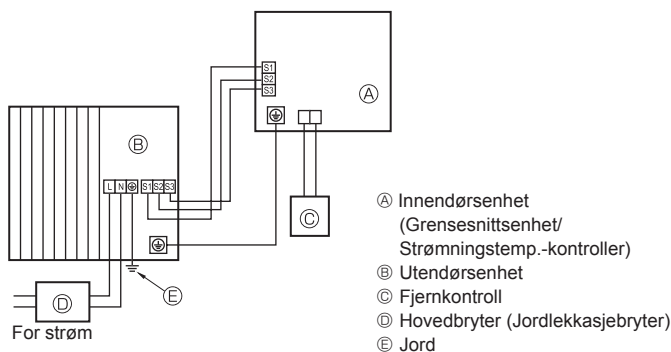 S1
S2
S3
Ⓐ
Ⓑ
L N S1 S2 S3
Ⓒ
Ⓓ
Ⓔ
For strøm
Ⓐ Innendørsenhet
(Grensesnittsenhet/
Strømningstemp.-kontroller)
Ⓑ Utendørsenhet
Ⓒ Fjernkontroll
Ⓓ Hovedbryter (Jordlekkasjebryter)
Ⓔ Jord